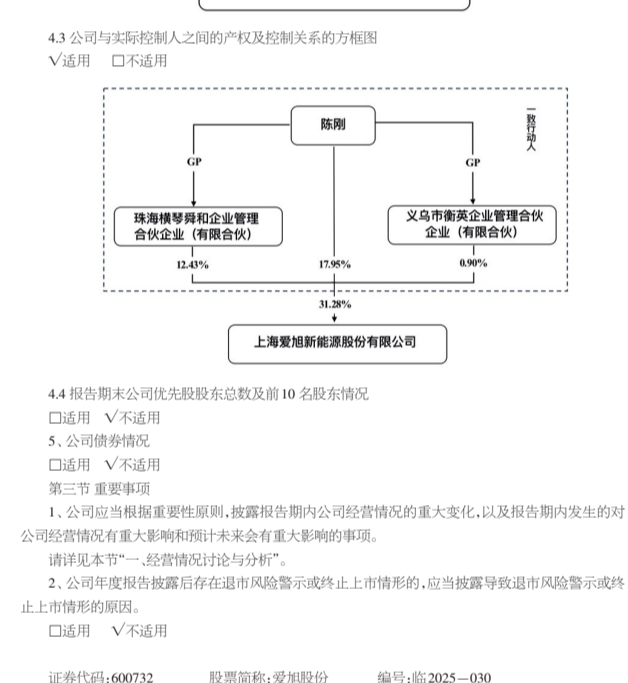 4.3 公司与实际控制人之间的产权及控制关系的方框图
√适用 □不适用
陈刚
一致行动人
GP
GP
珠海横琴舜和企业管理
合伙企业（有限合伙）
义乌市衡英企业管理合伙
企业（有限合伙）
12.43%
17.95%
0.90%
31.28%
上海爱旭新能源股份有限公司
4.4 报告期末公司优先股股东总数及前 10 名股东情况
□适用 √不适用
5、公司债券情况
□适用 √不适用
第三节 重要事项
1、公司应当根据重要性原则,披露报告期内公司经营情况的重大变化,以及报告期内发生的对
公司经营情况有重大影响和预计未来会有重大影响的事项。
请详见本节“一、经营情况讨论与分析”。
2、公司年度报告披露后存在退市风险警示或终止上市情形的,应当披露导致退市风险警示或终
止上市情形的原因。
□适用 √不适用
证券代码:600732 股票简称:爱旭股份 编号:临2025－030